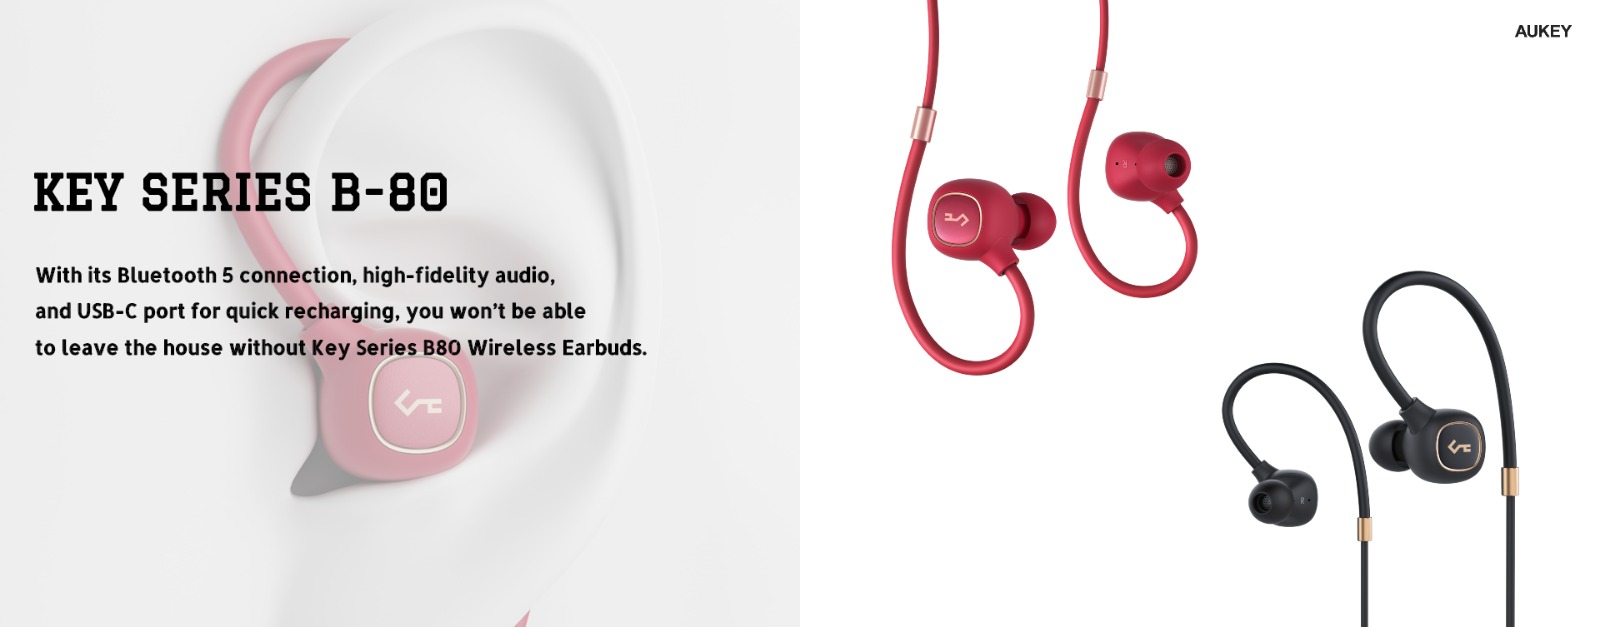 KEY SERIES B-80
With its Bluetooth 5 connection, high-fidelity audio,
and USB-C port for quick recharging, you won't be able
to leave the house without Key Series B80 Wireless Earbuds.
AUKEY
R
R